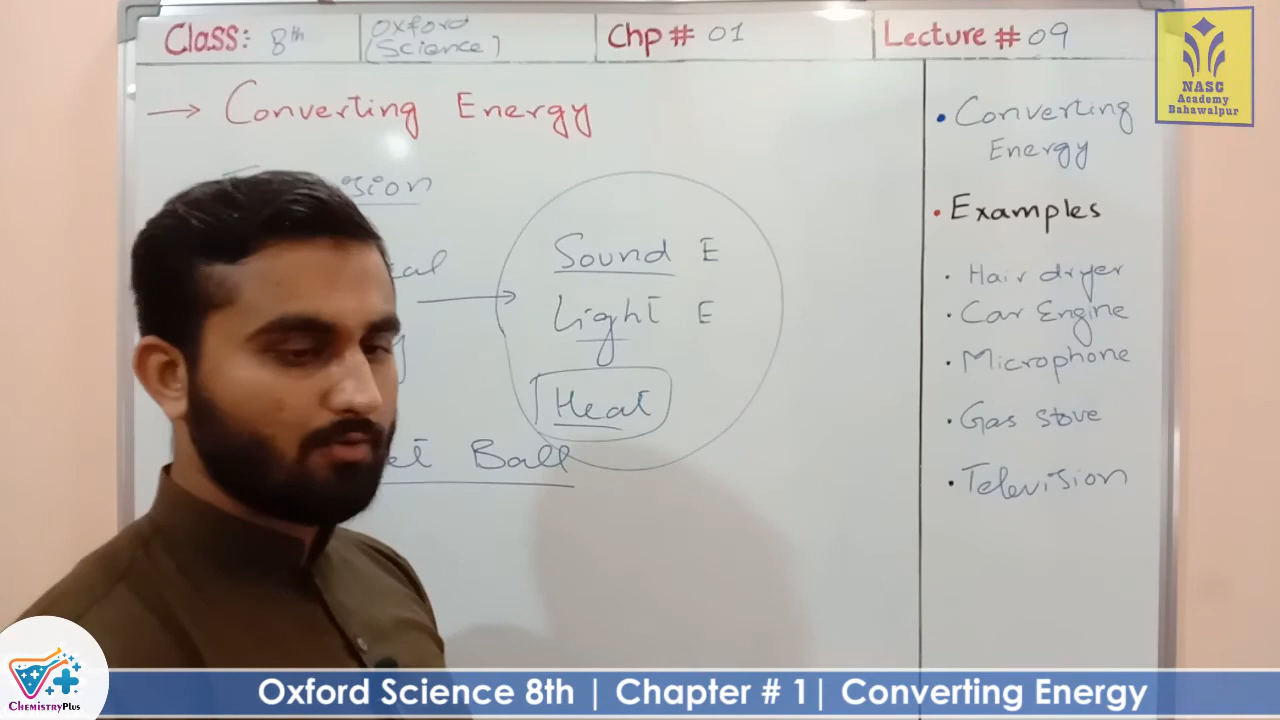 Class: 8th
Oxford
(Science)
Chp # 01
Lecture # 09
NASC
Academy
Bahawalpur
→ Converting Energy
Sound E
Light E
Heat
Ball
• Converting
Energy
• Examples
· Hair dryer
· Car Engine
· Microphone
· Gas stove
· Television
ChemistryPlus
Oxford Science 8th | Chapter # 1| Converting Energy